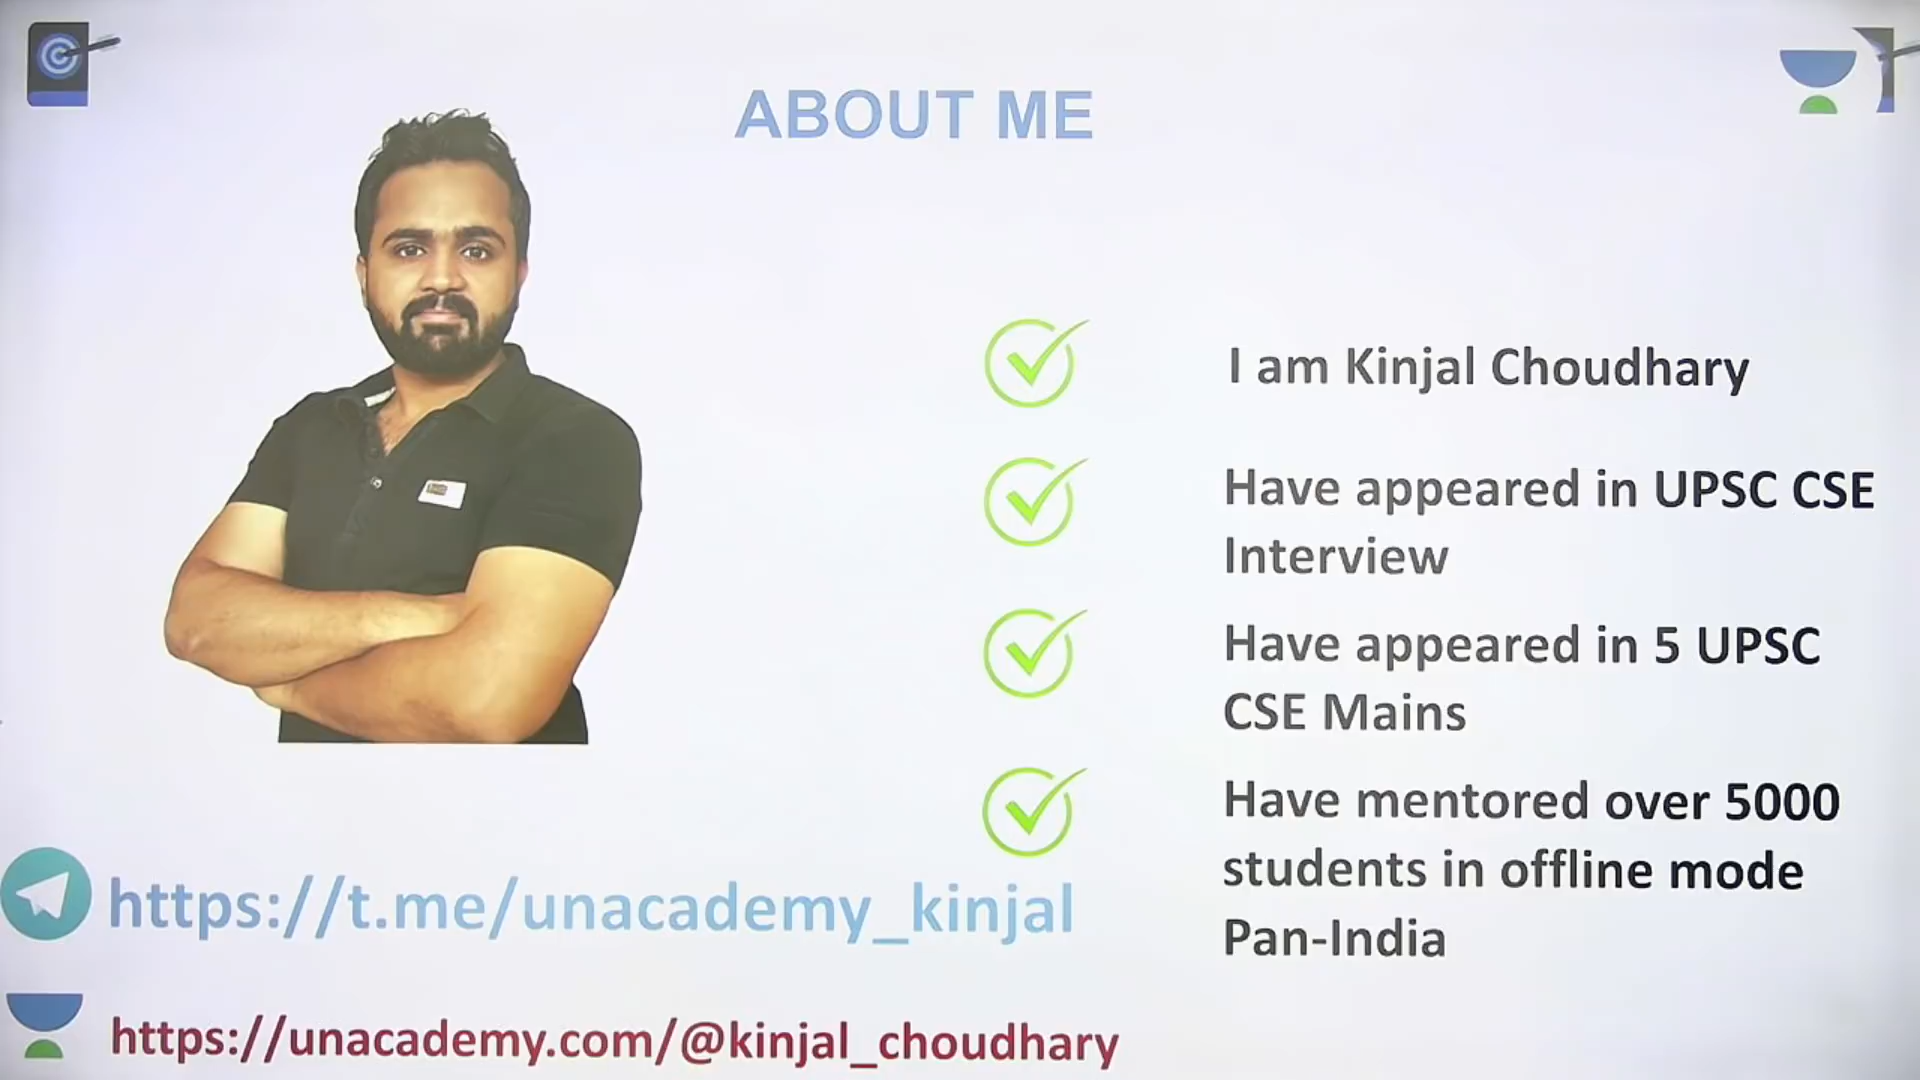 ABOUT ME
I am Kinjal Choudhary
Have appeared in UPSC CSE
Interview
Have appeared in 5 UPSC
CSE Mains
Have mentored over 5000
students in offline mode
Pan-India
https://t.me/unacademy_kinjal
https://unacademy.com/@kinjal_choudhary